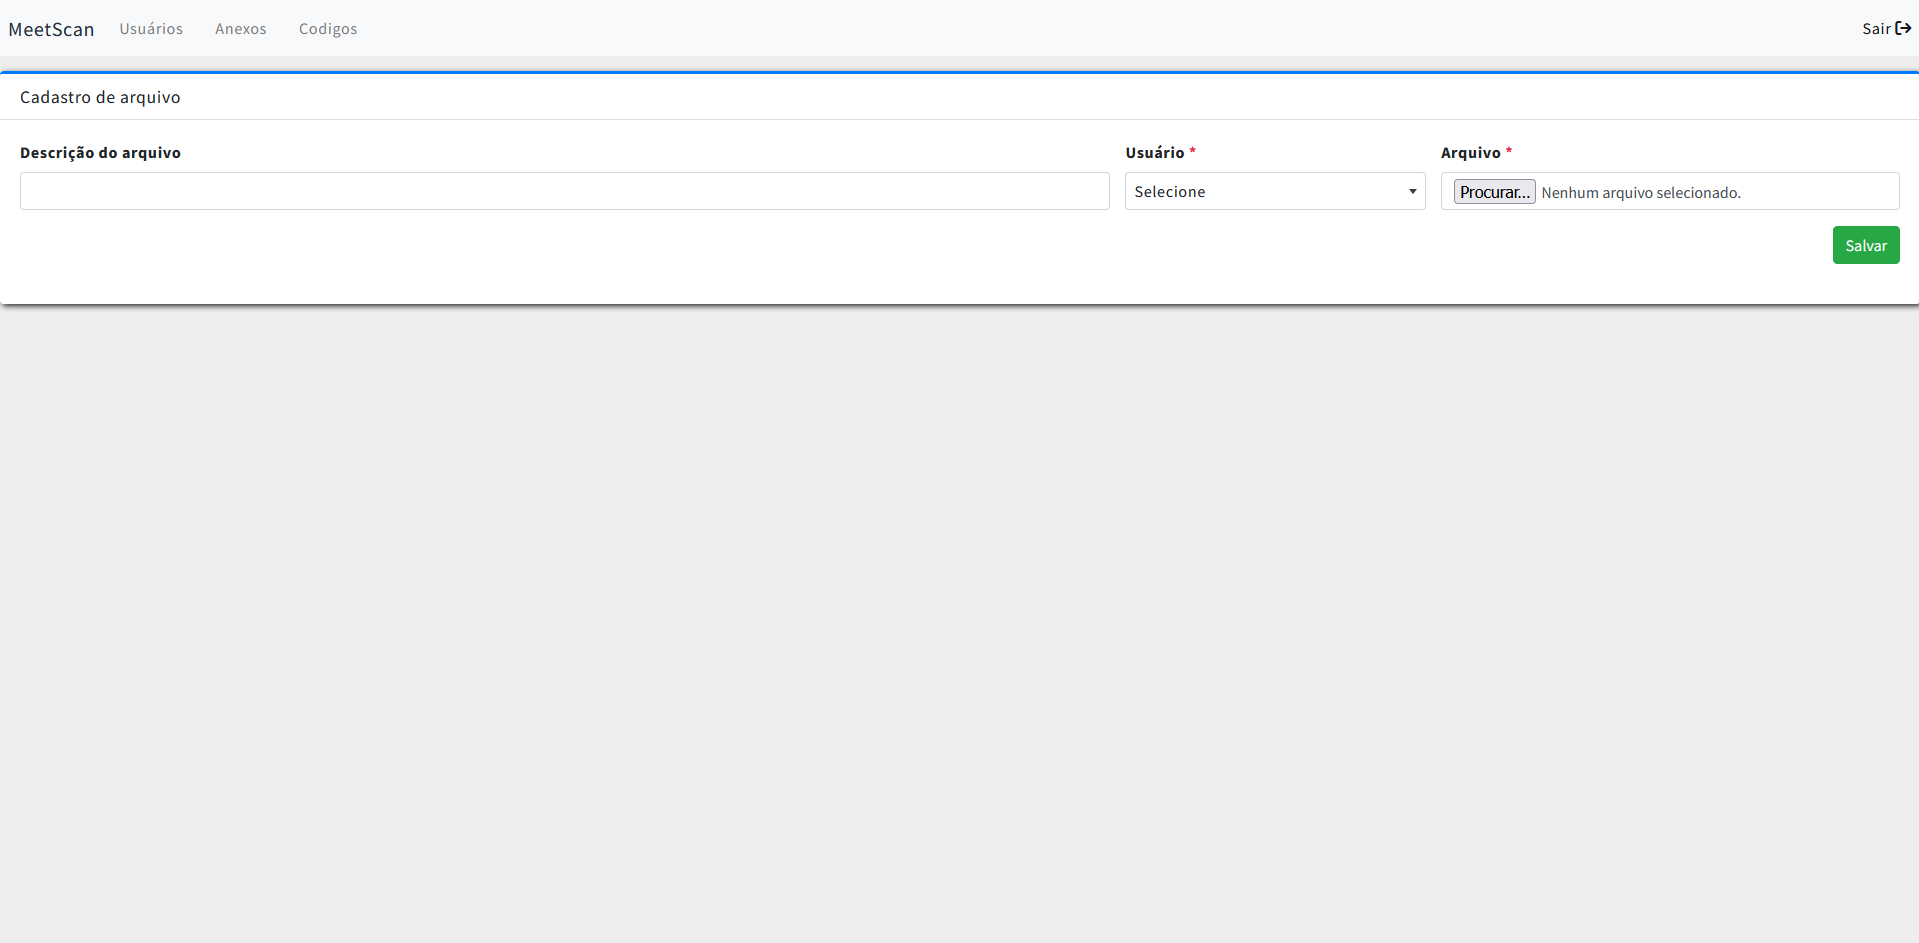 MeetScan Usuários Anexos Codigos Sair
Cadastro de arquivo
Descrição do arquivo Usuário * Arquivo *
Selecione Procurar... Nenhum arquivo selecionado.
Salvar